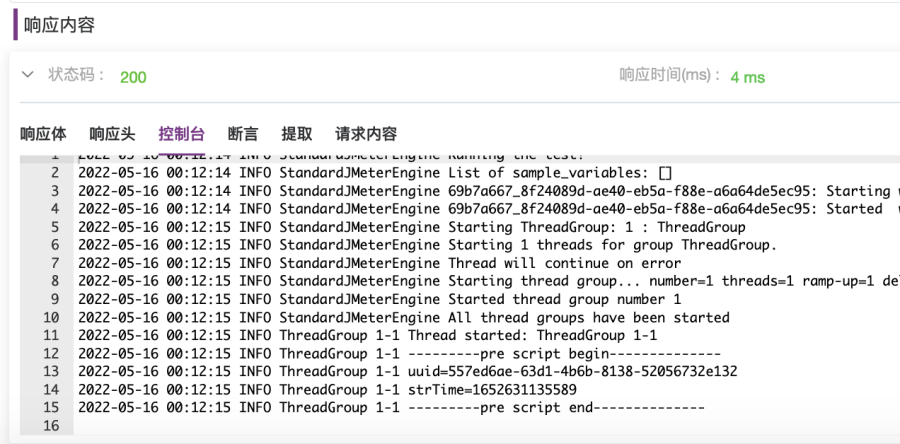 响应内容
状态码： 200 响应时间(ms)： 4 ms
响应体 响应头 控制台 断言 提取 请求内容
1 2022-05-16 00:12:14 INFO StandardJMeterEngine Running the test!
2 2022-05-16 00:12:14 INFO StandardJMeterEngine List of sample_variables: []
3 2022-05-16 00:12:14 INFO StandardJMeterEngine 69b7a667_8f24089d-ae40-eb5a-f88e-a6a64de5ec95: Starting
4 2022-05-16 00:12:14 INFO StandardJMeterEngine 69b7a667_8f24089d-ae40-eb5a-f88e-a6a64de5ec95: Started
5 2022-05-16 00:12:15 INFO StandardJMeterEngine Starting ThreadGroup: 1 : ThreadGroup
6 2022-05-16 00:12:15 INFO StandardJMeterEngine Starting 1 threads for group ThreadGroup.
7 2022-05-16 00:12:15 INFO StandardJMeterEngine Thread will continue on error
8 2022-05-16 00:12:15 INFO StandardJMeterEngine Starting thread group... number=1 threads=1 ramp-up=1 del
9 2022-05-16 00:12:15 INFO StandardJMeterEngine Started thread group number 1
10 2022-05-16 00:12:15 INFO StandardJMeterEngine All thread groups have been started
11 2022-05-16 00:12:15 INFO ThreadGroup 1-1 Thread started: ThreadGroup 1-1
12 2022-05-16 00:12:15 INFO ThreadGroup 1-1 ---------pre script begin--------------
13 2022-05-16 00:12:15 INFO ThreadGroup 1-1 uuid=557ed6ae-63d1-4b6b-8138-52056732e132
14 2022-05-16 00:12:15 INFO ThreadGroup 1-1 strTime=1652631135589
15 2022-05-16 00:12:15 INFO ThreadGroup 1-1 ---------pre script end--------------
16